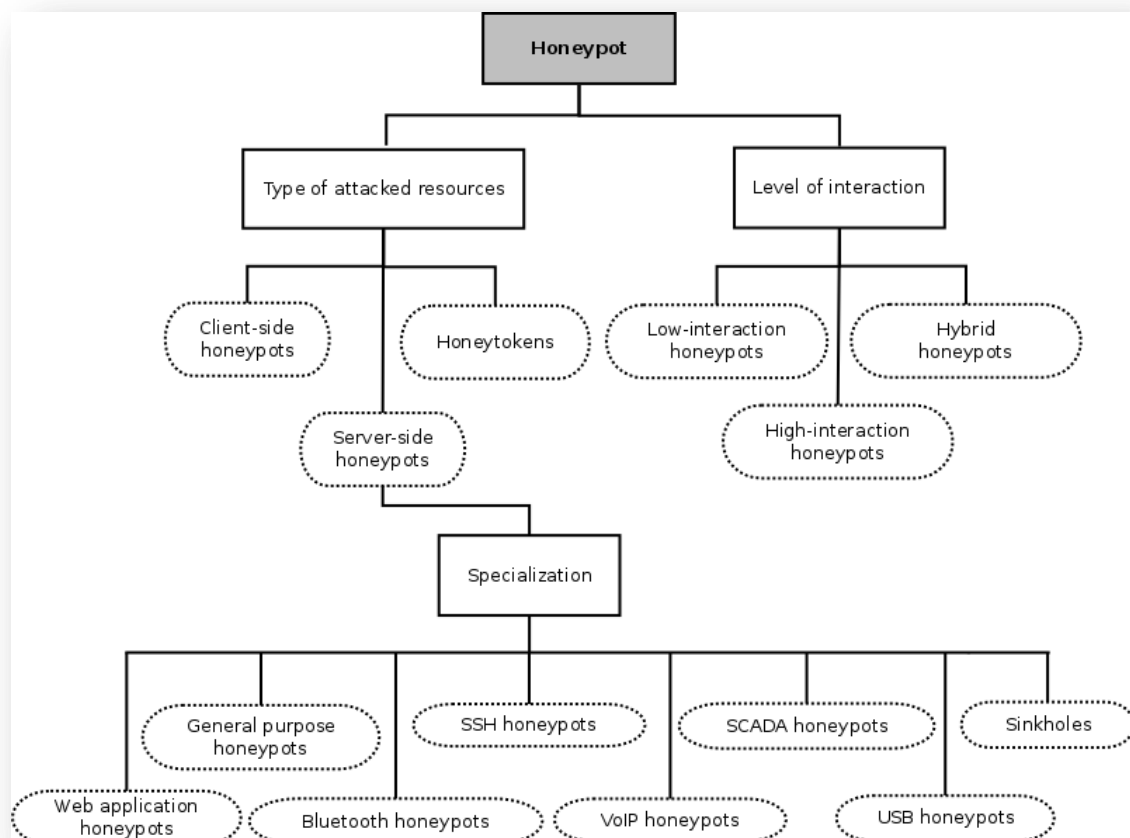 Honeypot
Type of attacked resources
Level of interaction
Client-side
honeypots
Honeytokens
Low-interaction
honeypots
Hybrid
honeypots
Server-side
honeypots
High-interaction
honeypots
Specialization
General purpose
honeypots
SSH honeypots
SCADA honeypots
Sinkholes
Web application
honeypots
Bluetooth honeypots
VoIP honeypots
USB honeypots